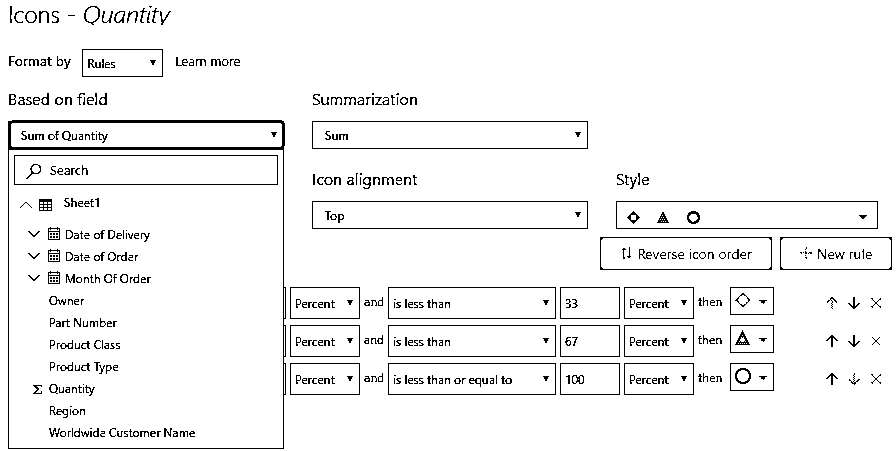 Icons - Quantity
Format by Rules Learn more
Based on field Summarization
Sum of Quantity Sum
Search
Icon alignment Style
Sheet1
Top
Date of Delivery
Reverse icon order New rule
Date of Order
Month Of Order
Owner Percent and is less than 33 Percent then
Part Number
Product Class Percent and is less than 67 Percent then
Product Type
Percent and is less than or equal to 100 Percent then
Quantity
Region
Worldwide Customer Name